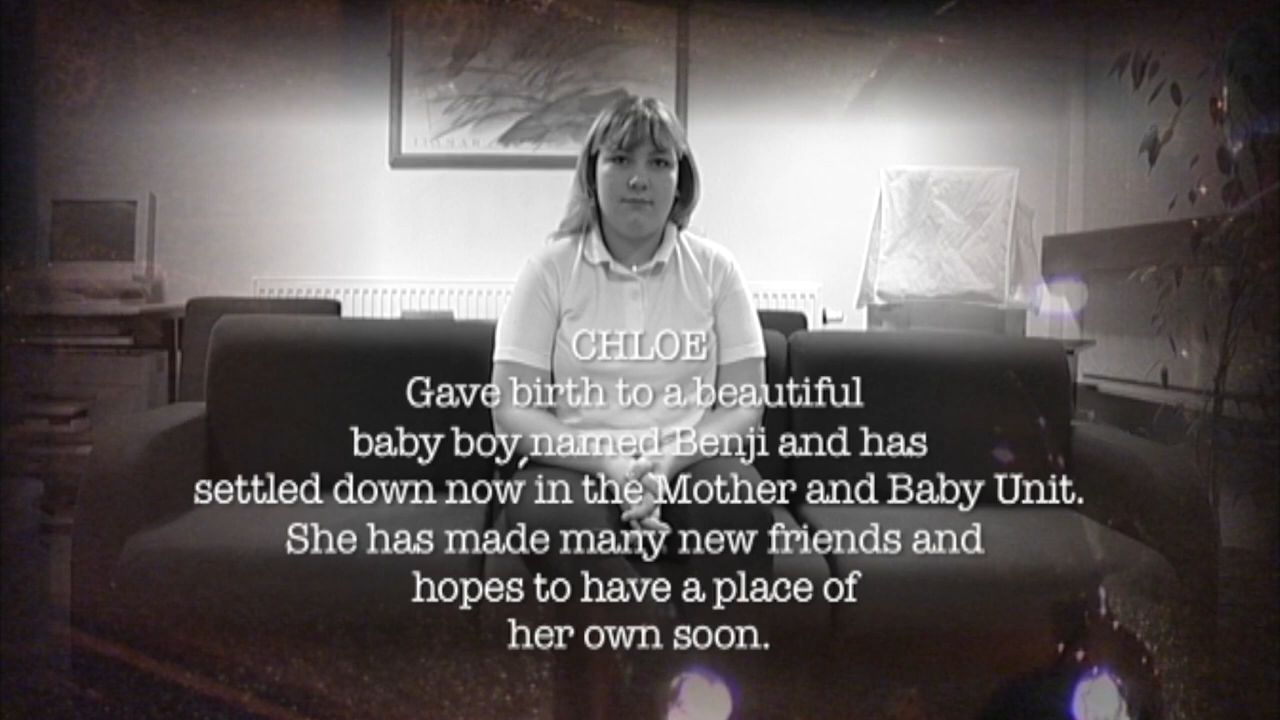 CHLOE
Gave birth to a beautiful
baby boy named Benji and has
settled down now in the Mother and Baby Unit.
She has made many new friends and
hopes to have a place of
her own soon.